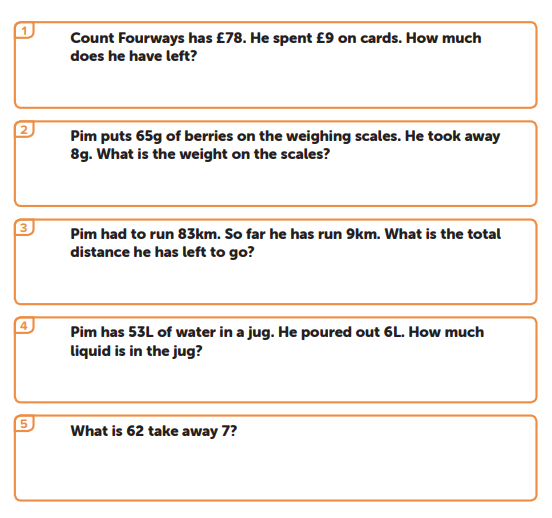 1
Count Fourways has £78. He spent £9 on cards. How much
does he have left?
2
Pim puts 65g of berries on the weighing scales. He took away
8g. What is the weight on the scales?
3
Pim had to run 83km. So far he has run 9km. What is the total
distance he has left to go?
4
Pim has 53L of water in a jug. He poured out 6L. How much
liquid is in the jug?
5
What is 62 take away 7?